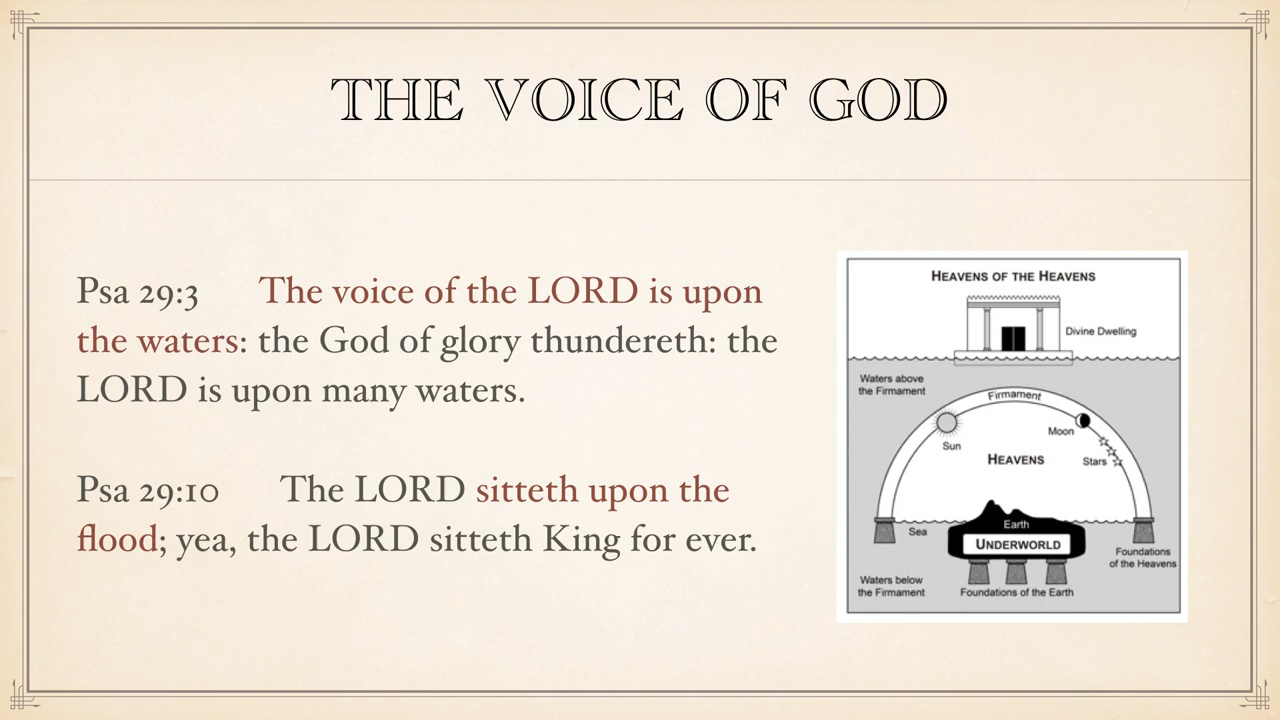 THE VOICE OF GOD
Psa 29:3 The voice of the LORD is upon
the waters: the God of glory thundereth: the
LORD is upon many waters.
Psa 29:10 The LORD sitteth upon the
flood; yea, the LORD sitteth King for ever.
HEAVENS OF THE HEAVENS
Divine Dwelling
Waters above
the Firmament
Firmament
Sun
Moon
Stars
HEAVENS
Sea
Earth
UNDERWORLD
Foundations
of the Heavens
Waters below
the Firmament
Foundations of the Earth